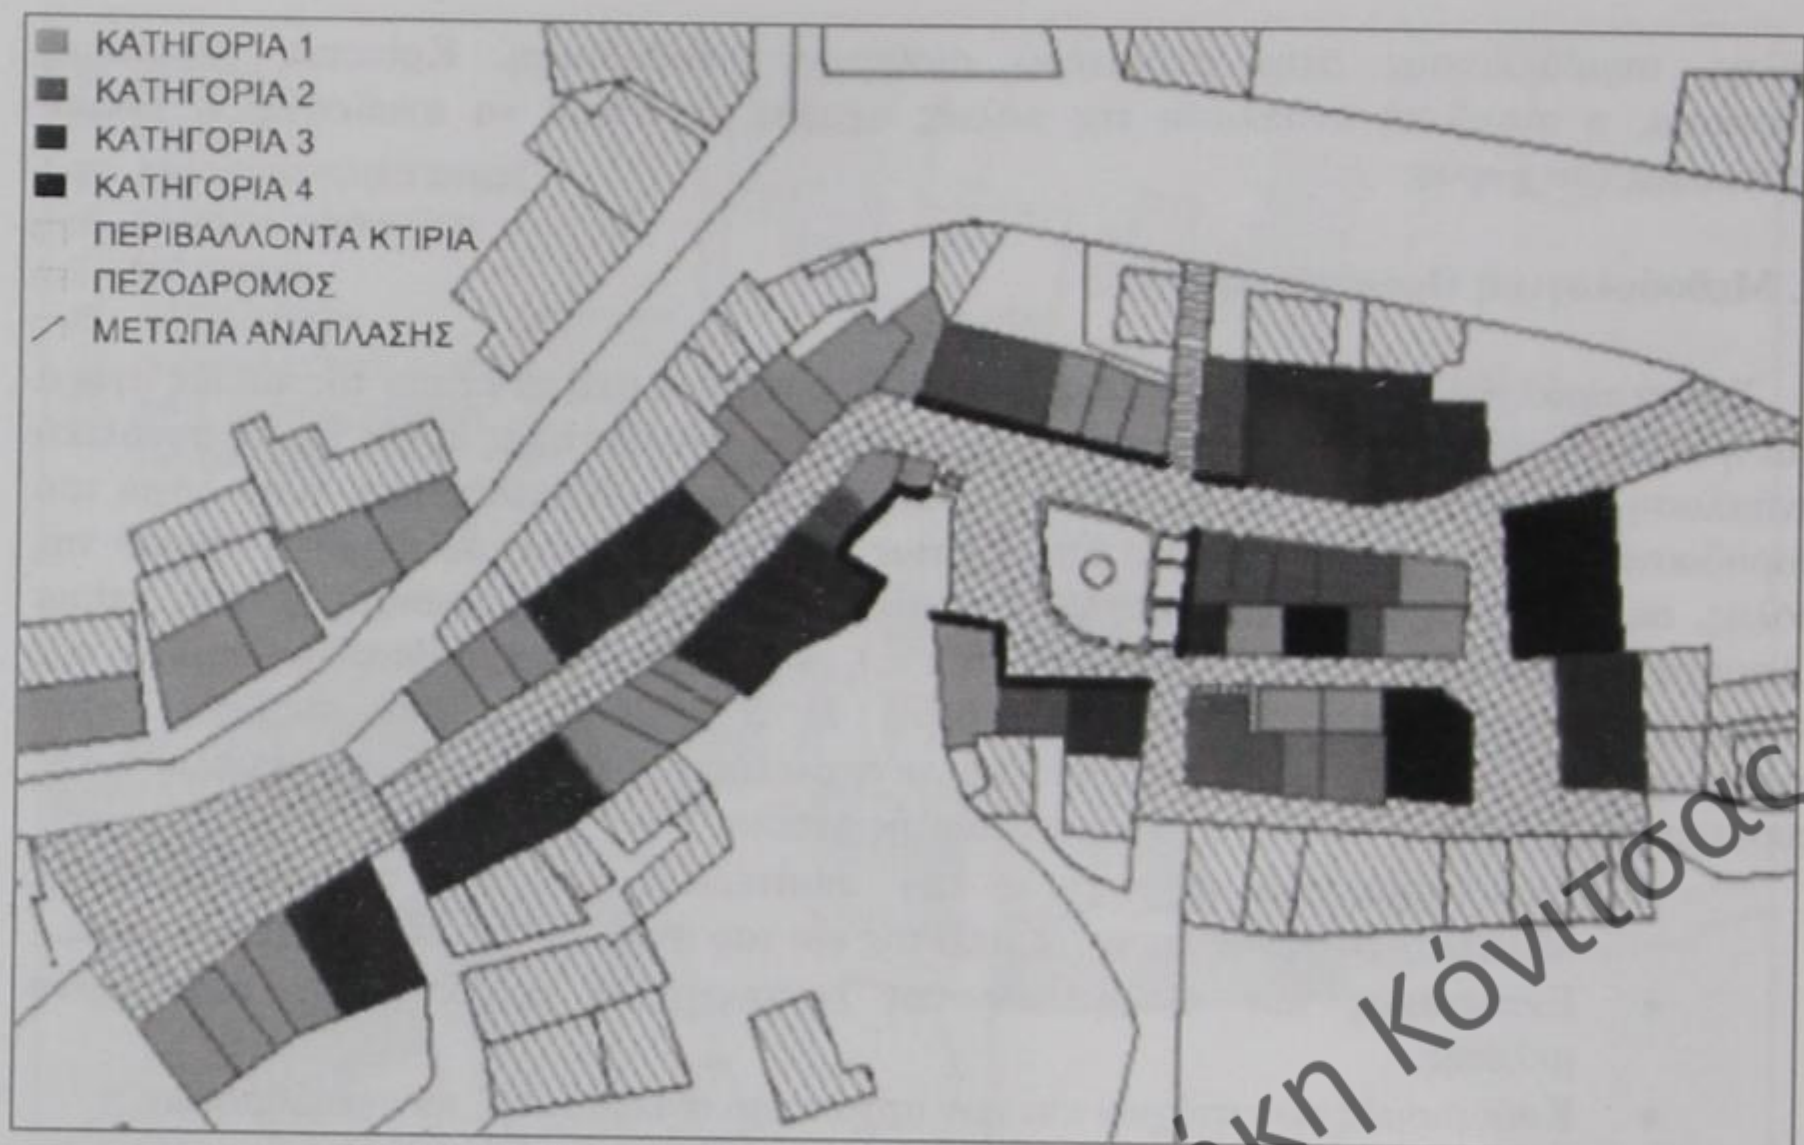 ΚΑΤΗΓΟΡΙΑ 1
ΚΑΤΗΓΟΡΙΑ 2
ΚΑΤΗΓΟΡΙΑ 3
ΚΑΤΗΓΟΡΙΑ 4
ΠΕΡΙΒΑΛΛΟΝΤΑ ΚΤΙΡΙΑ
ΠΕΖΟΔΡΟΜΟΣ
ΜΕΤΩΠΑ ΑΝΑΠΛΑΣΗΣ
Κόνιτσας